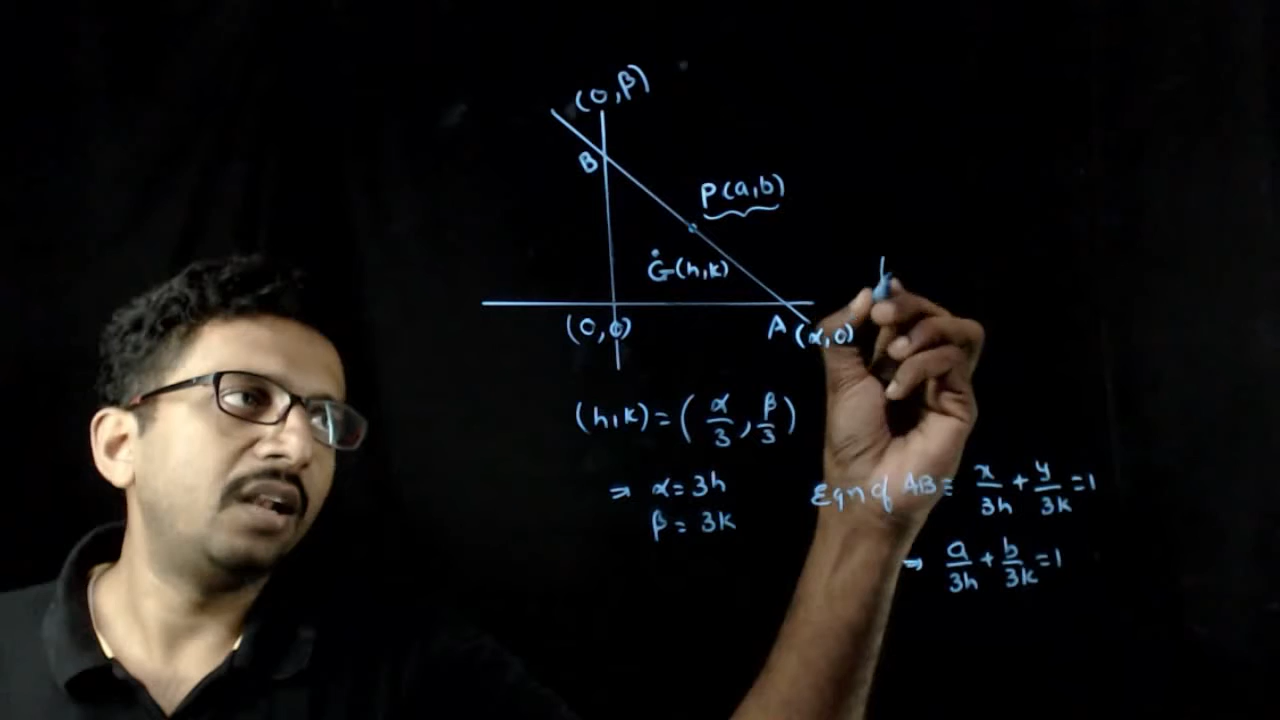 (0,β)
B
P(a,b)
G(h,k)
(0,0)
A (α,0)
(h,k) = (α/3, β/3)
⇒ α = 3h
β = 3k
Eqn of AB ≡ x/3h + y/3k = 1
⇒ a/3h + b/3k = 1